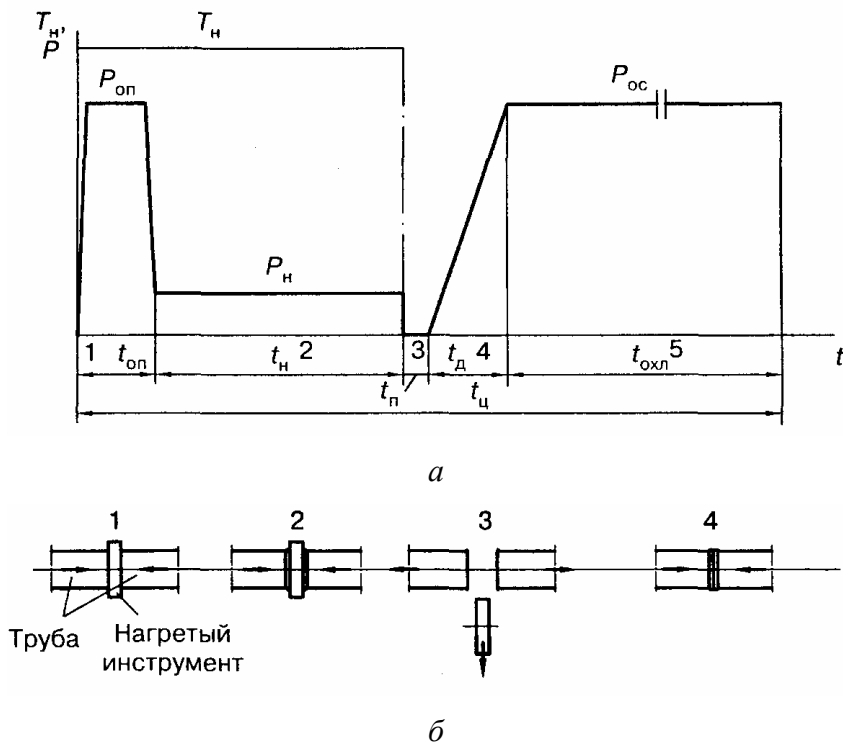 Tн,
P
Tн
Pоп
Pос
Pн
1 tоп tн 2 3 tд 4 tохл 5 t
tп tц
а
1 2 3 4
Труба Нагретый
инструмент
б